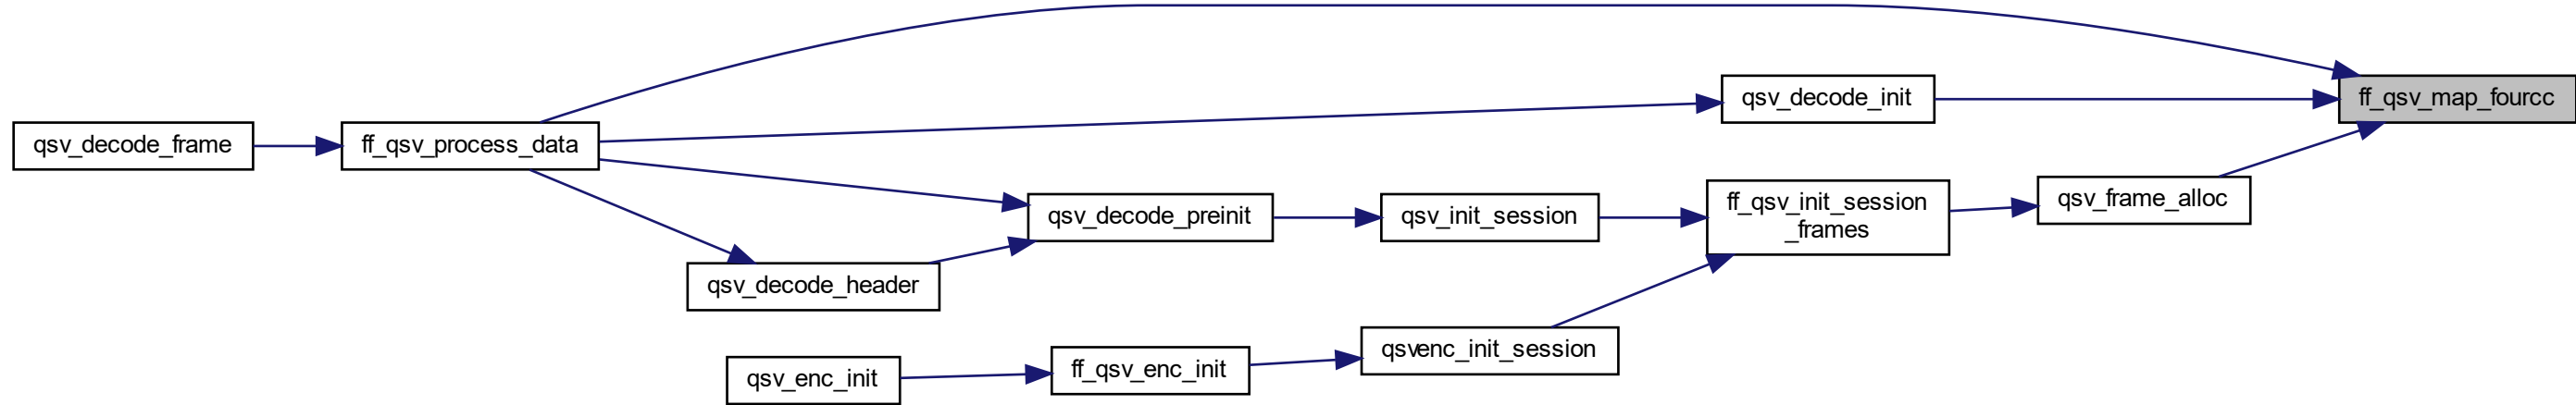 ff_qsv_map_fourcc
qsv_decode_init
qsv_decode_frame
ff_qsv_process_data
qsv_frame_alloc
ff_qsv_init_session
_frames
qsv_init_session
qsv_decode_preinit
qsv_decode_header
qsvenc_init_session
ff_qsv_enc_init
qsv_enc_init